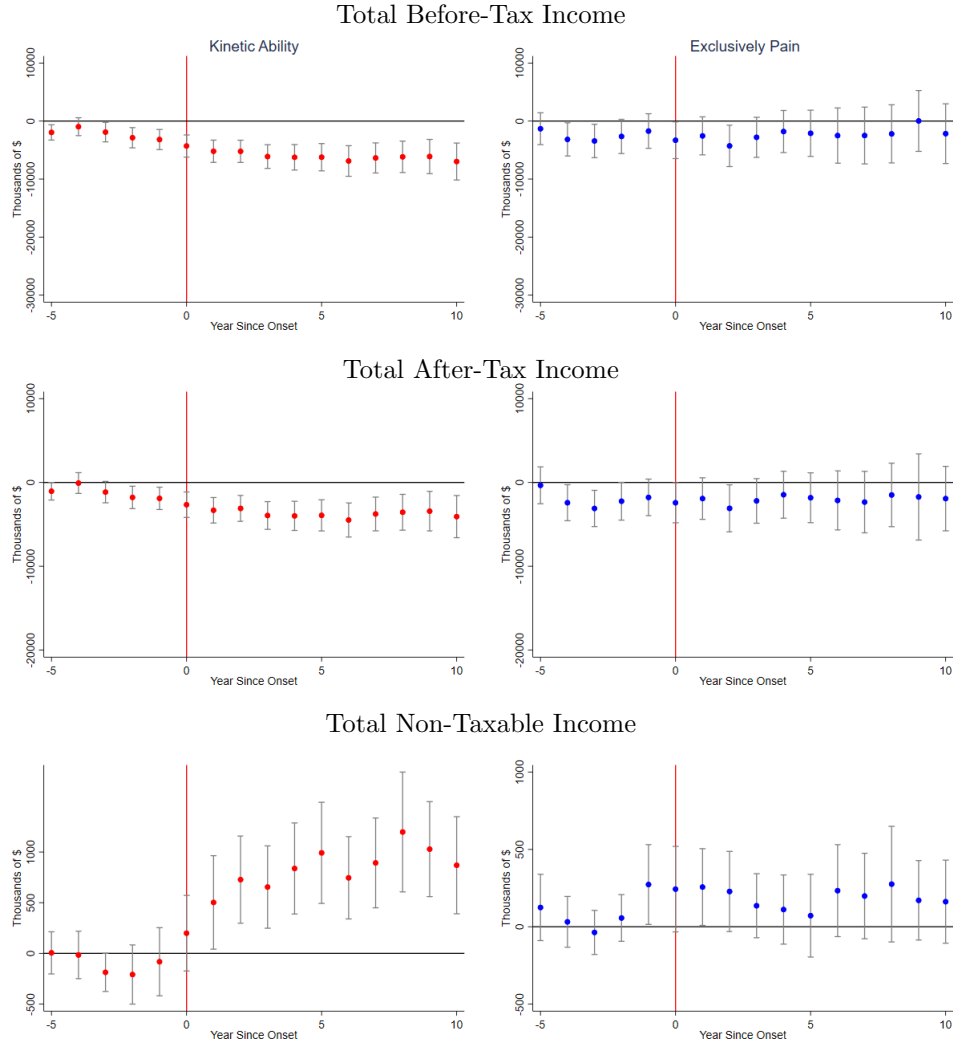 Total Before-Tax Income
Kinetic Ability
Exclusively Pain
Thousands of $
10000
0
-10000
-20000
-30000
-5
0
5
10
Year Since Onset
Thousands of $
10000
0
-10000
-20000
-30000
-5
0
5
10
Year Since Onset
Total After-Tax Income
Thousands of $
10000
0
-10000
-20000
-5
0
5
10
Year Since Onset
Thousands of $
10000
0
-10000
-20000
-5
0
5
10
Year Since Onset
Total Non-Taxable Income
Thousands of $
1000
500
0
-500
-5
0
5
10
Year Since Onset
Thousands of $
1000
500
0
-500
-5
0
5
10
Year Since Onset